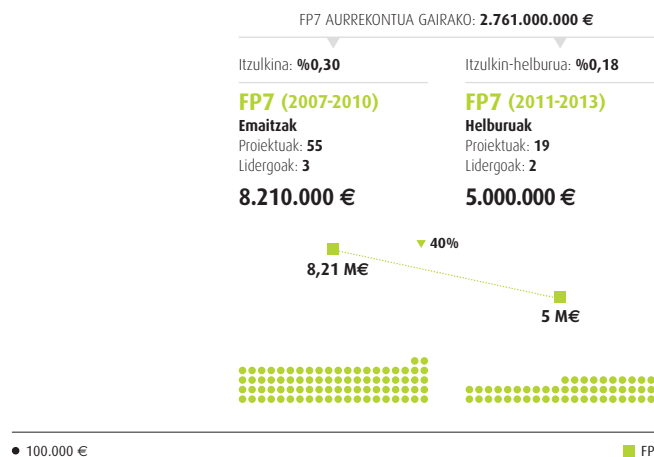 FP7 AURREKONTUA GAIRAKO: 2.761.000.000 €
Itzulkina: %0,30
FP7 (2007-2010)
Emaitzak
Proiektuak: 55
Lidergoak: 3
8.210.000 €
Itzulkin-helburua: %0,18
FP7 (2011-2013)
Helburuak
Proiektuak: 19
Lidergoak: 2
5.000.000 €
40%
8,21 M€
5 M€
100.000 €
FP